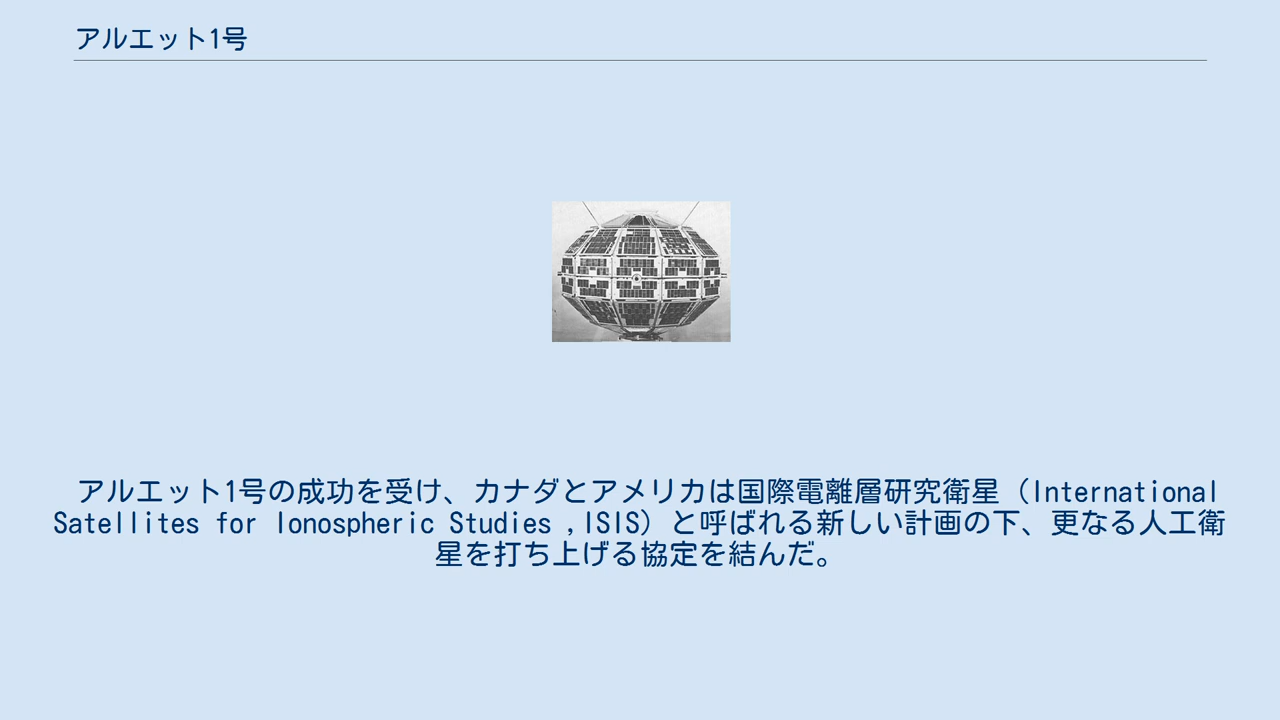 アルエット1号
アルエット1号の成功を受け、カナダとアメリカは国際電離層研究衛星（International
Satellites for Ionospheric Studies ,ISIS）と呼ばれる新しい計画の下、更なる人工衛
星を打ち上げる協定を結んだ。